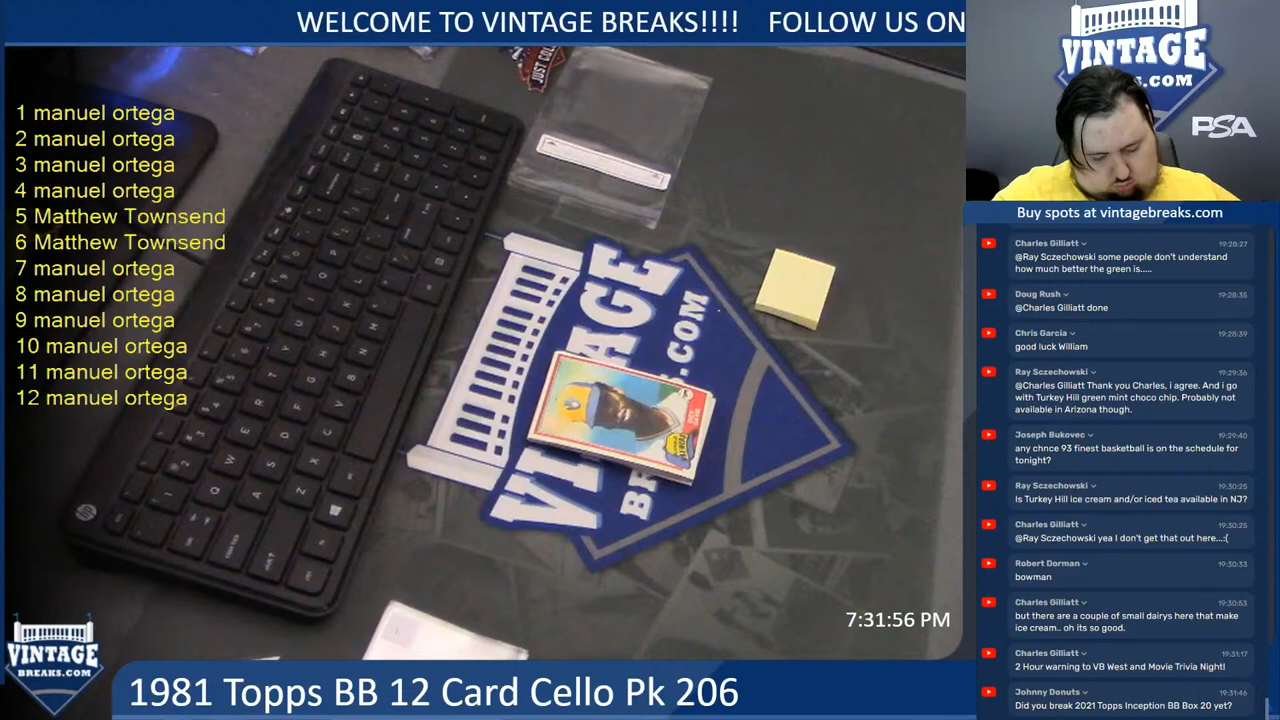 WELCOME TO VINTAGE BREAKS!!!! FOLLOW US ON
1 manuel ortega
2 manuel ortega
3 manuel ortega
4 manuel ortega
5 Matthew Townsend
6 Matthew Townsend
7 manuel ortega
8 manuel ortega
9 manuel ortega
10 manuel ortega
11 manuel ortega
12 manuel ortega
JUST COL
VINTAGE
BREAKS.COM
7:31:56 PM
VINTAGE
BREAKS.COM
1981 Topps BB 12 Card Cello Pk 206
VINTAGE
.COM
PSA
Buy spots at vintagebreaks.com
Charles Gilliatt 19:28:27
@Ray Sczechowski some people don't understand
how much better the green is.....
Doug Rush 19:28:35
@Charles Gilliatt done
Chris Garcia 19:28:39
good luck William
Ray Sczechowski 19:29:36
@Charles Gilliatt Thank you Charles, i agree. And i go
with Turkey Hill green mint choco chip. Probably not
available in Arizona though.
Joseph Bukovec 19:29:40
any chnce 93 finest basketball is on the schedule for
tonight?
Ray Sczechowski 19:30:25
Is Turkey Hill ice cream and/or iced tea available in NJ?
Charles Gilliatt 19:30:25
@Ray Sczechowski yea I don't get that out here...:(
Robert Dorman 19:30:33
bowman
Charles Gilliatt 19:30:53
but there are a couple of small dairys here that make
ice cream.. oh its so good.
Charles Gilliatt 19:31:17
2 Hour warning to VB West and Movie Trivia Night!
Johnny Donuts 19:31:46
Did you break 2021 Topps Inception BB Box 20 yet?